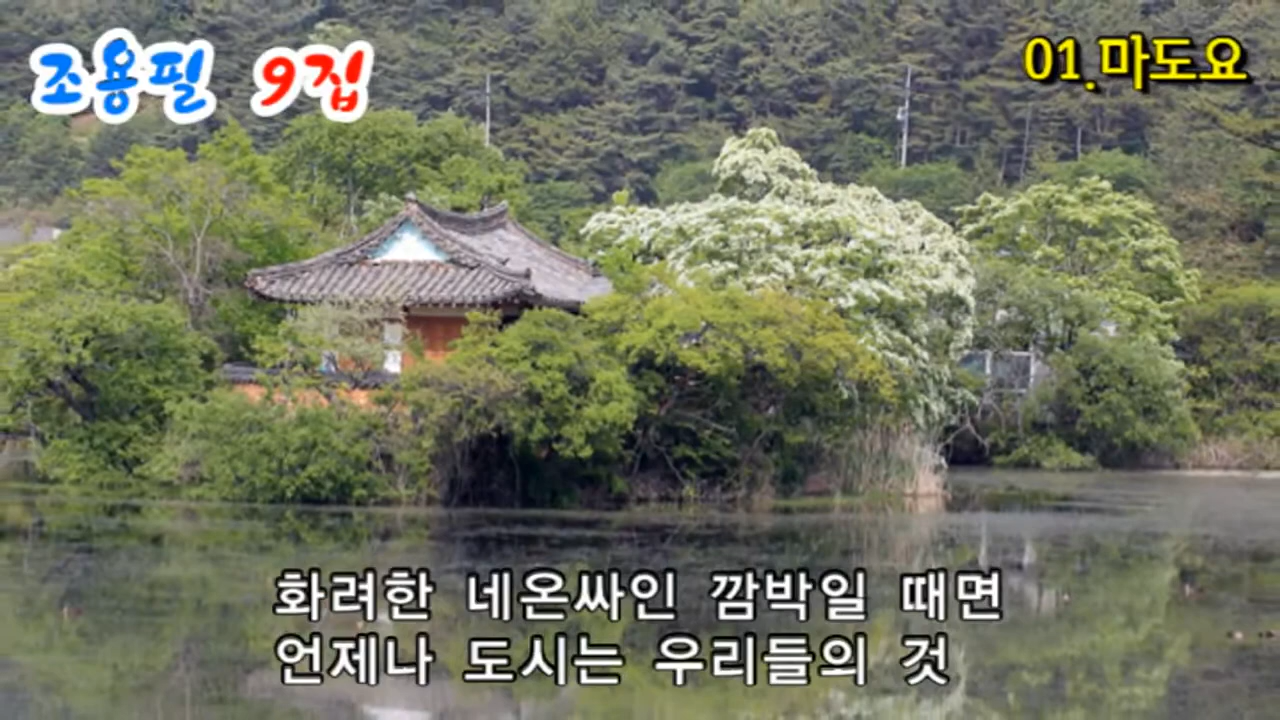 조용필 9집
01.마도요
화려한 네온싸인 깜박일 때면
언제나 도시는 우리들의 것